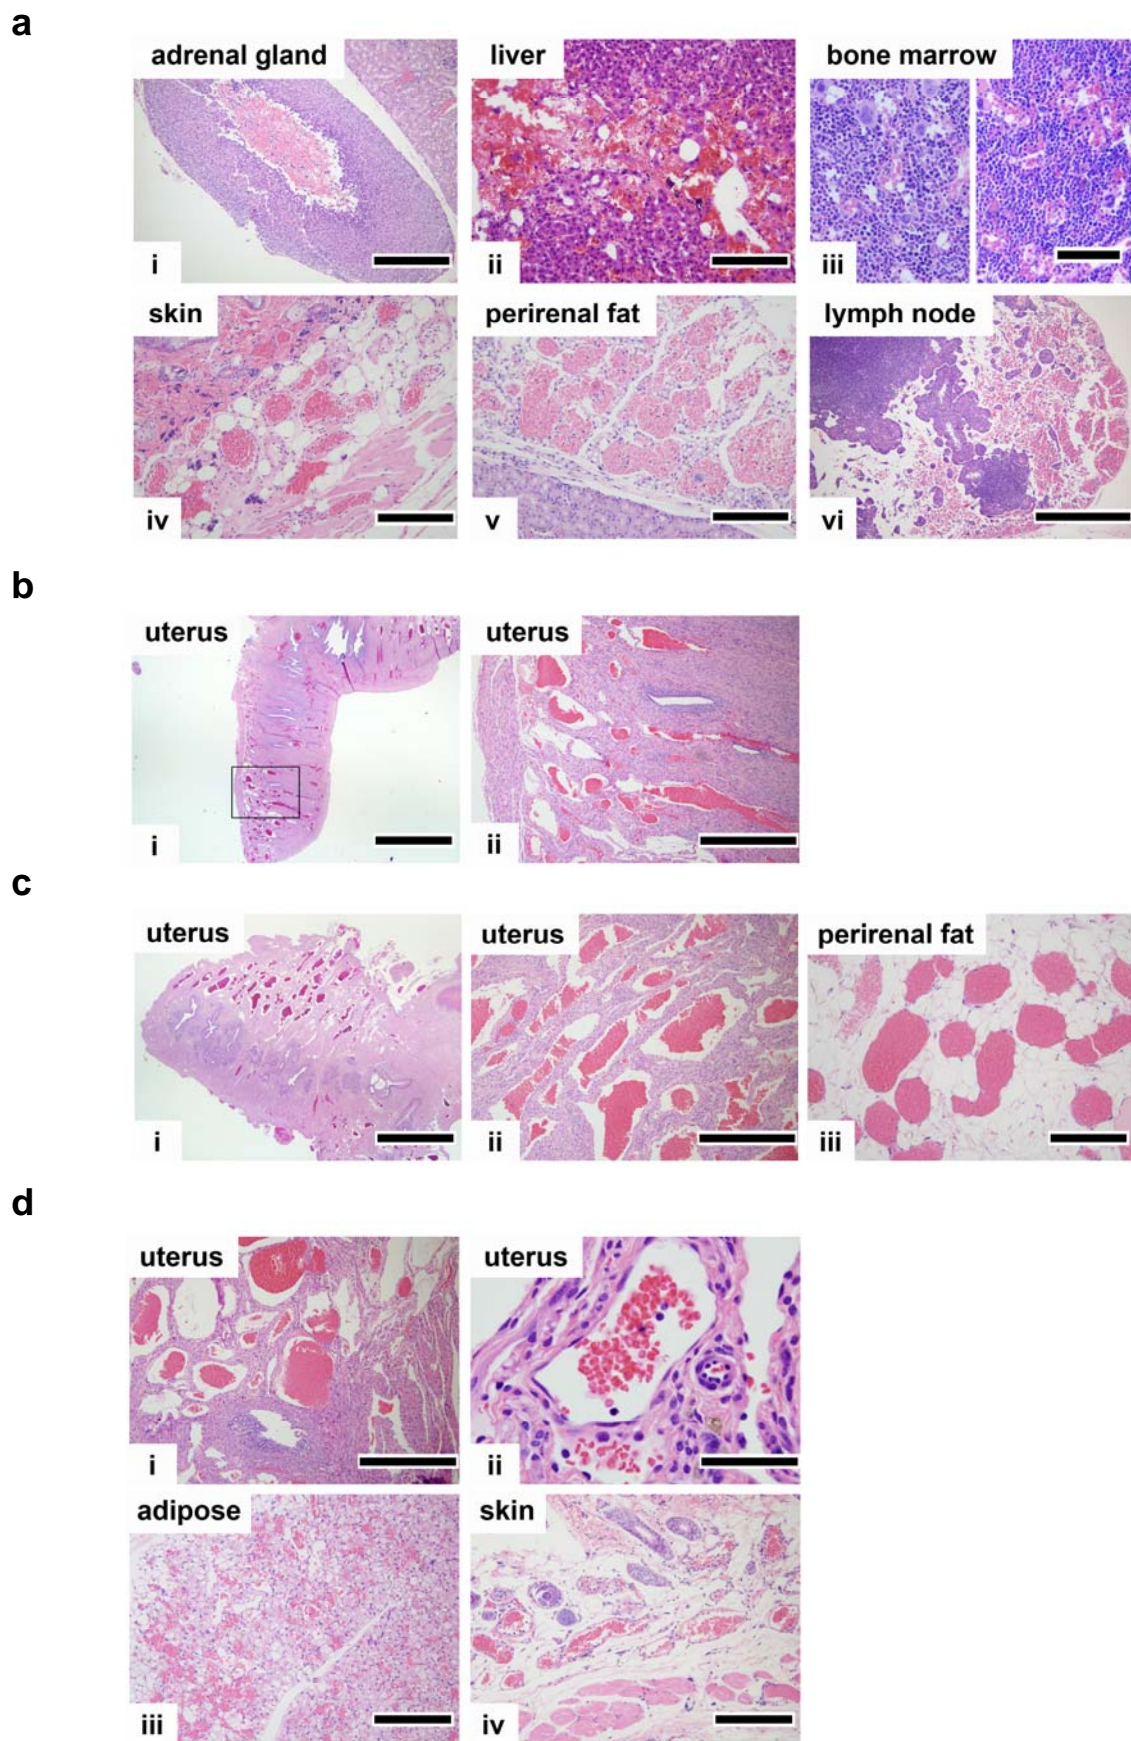 a
adrenal gland liver bone marrow
i ii iii
skin perirenal fat lymph node
iv v vi
b
uterus uterus
i ii
c
uterus uterus perirenal fat
i ii iii
d
uterus uterus
i ii
adipose skin
iii iv